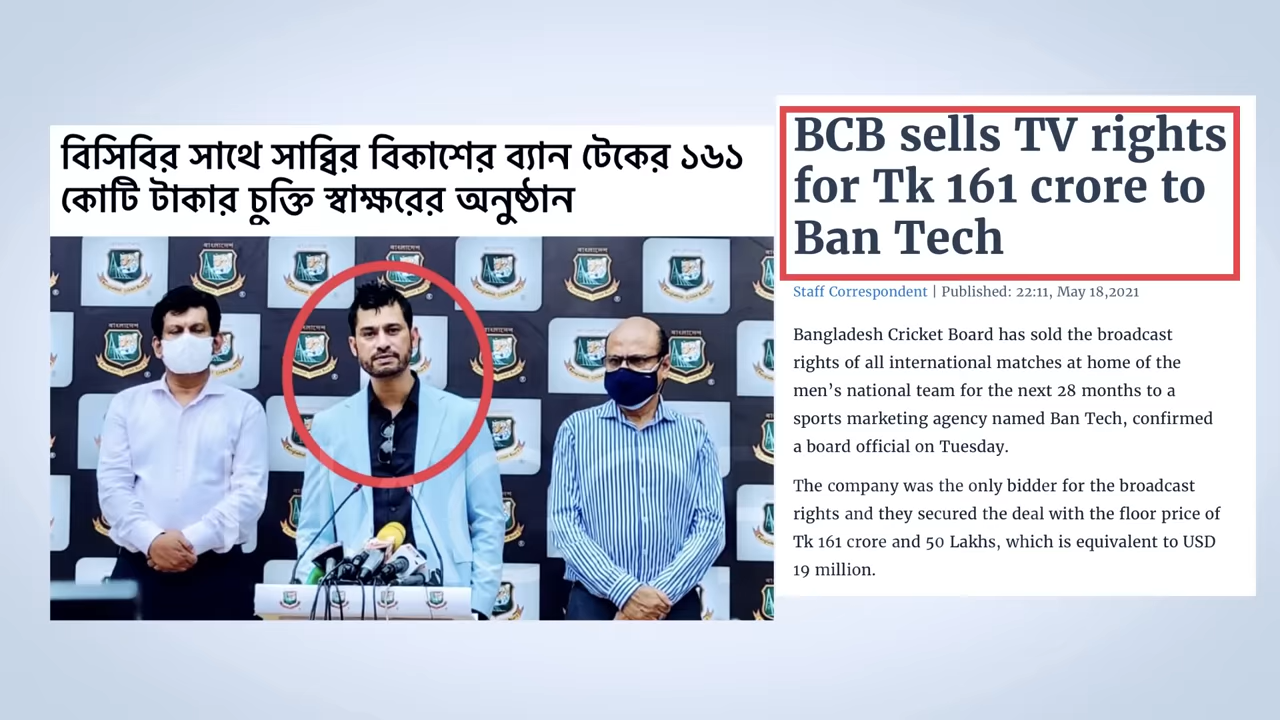 বিসিবির সাথে সাব্বির বিকাশের ব্যান টেকের ১৬১
কোটি টাকার চুক্তি স্বাক্ষরের অনুষ্ঠান
BCB sells TV rights
for Tk 161 crore to
Ban Tech
Staff Correspondent | Published: 22:11, May 18,2021
Bangladesh Cricket Board has sold the broadcast
rights of all international matches at home of the
men’s national team for the next 28 months to a
sports marketing agency named Ban Tech, confirmed
a board official on Tuesday.
The company was the only bidder for the broadcast
rights and they secured the deal with the floor price of
Tk 161 crore and 50 Lakhs, which is equivalent to USD
19 million.